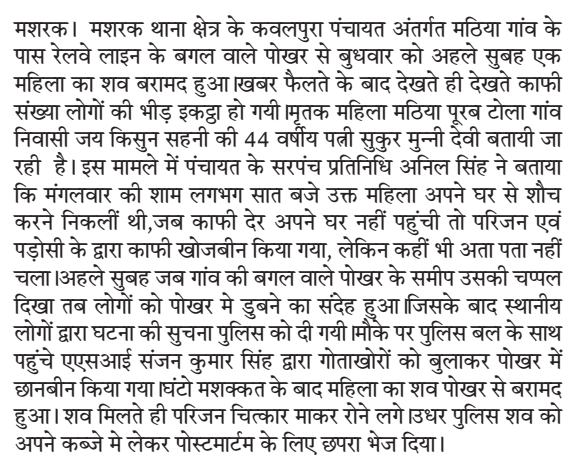 मशरक। मशरक थाना क्षेत्र के कवलपुरा पंचायत अंतर्गत मठिया गांव के
पास रेलवे लाइन के बगल वाले पोखर से बुधवार को अहले सुबह एक
महिला का शव बरामद हुआ।खबर फैलते के बाद देखते ही देखते काफी
संख्या लोगों की भीड़ इकट्ठा हो गयी।मृतक महिला मठिया पूरब टोला गांव
निवासी जय किसुन सहनी की 44 वर्षीय पत्नी सुकुर मुन्नी देवी बतायी जा
रही है। इस मामले में पंचायत के सरपंच प्रतिनिधि अनिल सिंह ने बताया
कि मंगलवार की शाम लगभग सात बजे उक्त महिला अपने घर से शौच
करने निकलीं थी,जब काफी देर अपने घर नहीं पहुंची तो परिजन एवं
पड़ोसी के द्वारा काफी खोजबीन किया गया, लेकिन कहीं भी अता पता नहीं
चला।अहले सुबह जब गांव की बगल वाले पोखर के समीप उसकी चप्पल
दिखा तब लोगों को पोखर मे डुबने का संदेह हुआ।जिसके बाद स्थानीय
लोगों द्वारा घटना की सुचना पुलिस को दी गयी।मौके पर पुलिस बल के साथ
पहुंचे एएसआई संजन कुमार सिंह द्वारा गोताखोरों को बुलाकर पोखर में
छानबीन किया गया।घंटो मशक्कत के बाद महिला का शव पोखर से बरामद
हुआ। शव मिलते ही परिजन चित्कार माकर रोने लगे।उधर पुलिस शव को
अपने कब्जे मे लेकर पोस्टमार्टम के लिए छपरा भेज दिया।